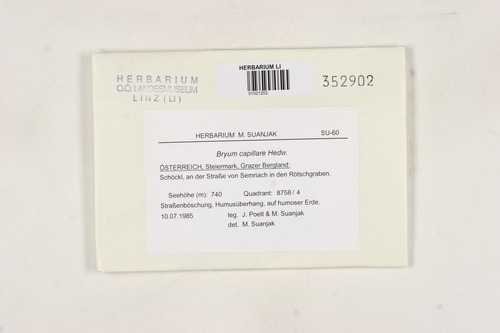 HERBARIUM
O.Ö. LANDESMUSEUM
LINZ (LI)
HERBARIUM LI
01021202
352902
HERBARIUM M. SUANJAK SU-60
Bryum capillare Hedw.
ÖSTERREICH, Steiermark, Grazer Bergland:
Schöckl, an der Straße von Semriach in den Rötschgraben.
Seehöhe (m): 740 Quadrant: 8758 / 4
Straßenböschung, Humusüberhang, auf humoser Erde.
10.07.1985 leg. J. Poelt & M. Suanjak
det. M. Suanjak